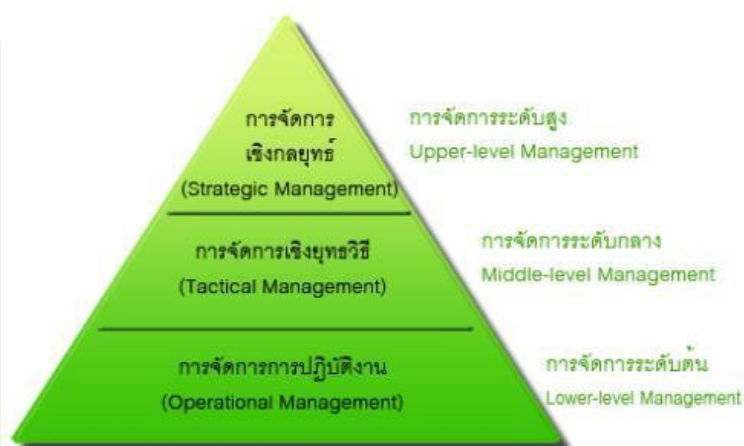 การจัดการ
เชิงกลยุทธ์
(Strategic Management)
การจัดการระดับสูง
Upper-level Management
การจัดการเชิงยุทธวิธี
(Tactical Management)
การจัดการระดับกลาง
Middle-level Management
การจัดการการปฏิบัติงาน
(Operational Management)
การจัดการระดับต้น
Lower-level Management